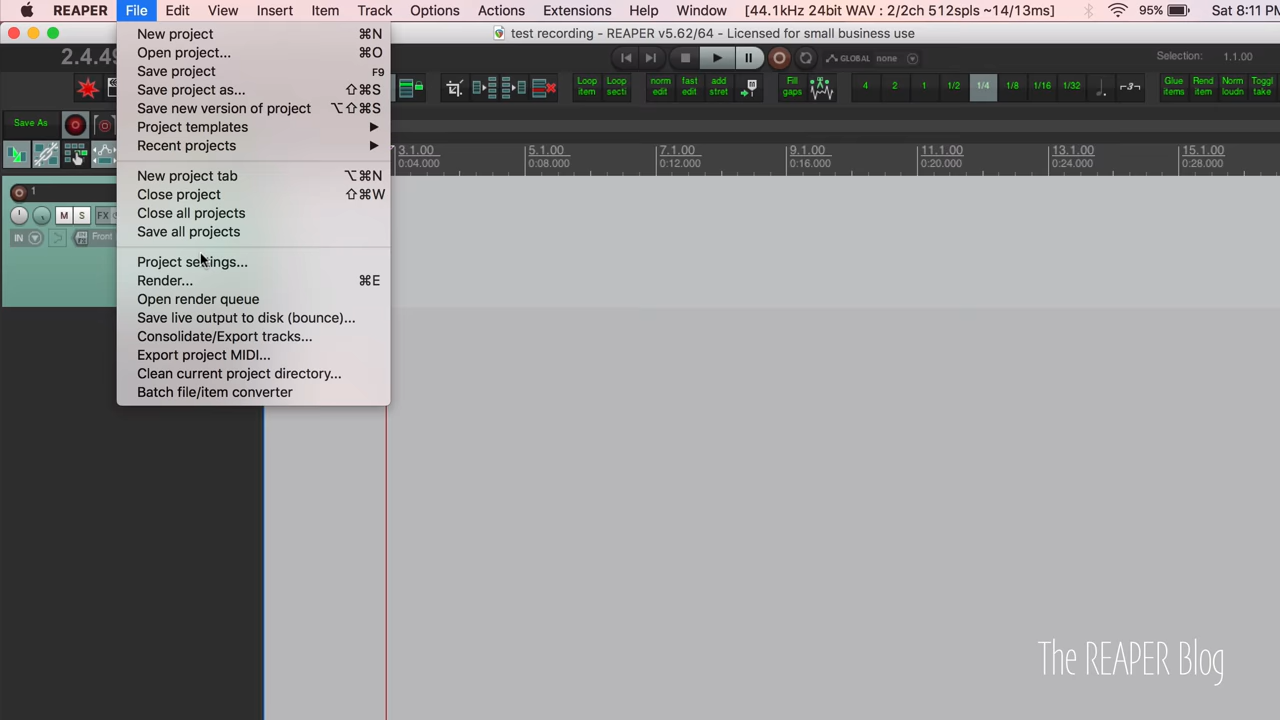 REAPER File Edit View Insert Item Track Options Actions Extensions Help Window [44.1kHz 24bit WAV : 2/2ch 512spls ~14/13ms] 95% Sat 8:11 P
test recording - REAPER v5.62/64 - Licensed for small business use
2.4.4
GLOBAL none
Selection: 1.1.00
Loop item
Loop secti
norm edit
fast edit
add stret
Fill gaps
4 2 1 1/2 1/4 1/8 1/16 1/32
Glue items
Rend item
Norm loudn
Toggl take
New project ⌘N
Open project... ⌘O
Save project F9
Save project as... ⇧⌘S
Save new version of project ⌥⇧⌘S
Project templates
Recent projects
New project tab ⌥⌘N
Close project ⇧⌘W
Close all projects
Save all projects
Project settings...
Render... ⌘E
Open render queue
Save live output to disk (bounce)...
Consolidate/Export tracks...
Export project MIDI...
Clean current project directory...
Batch file/item converter
Save As
3.1.00 5.1.00 7.1.00 9.1.00 11.1.00 13.1.00 15.1.00
0:04.000 0:08.000 0:12.000 0:16.000 0:20.000 0:24.000 0:28.000
1
M S FX
IN Front
The REAPER Blog